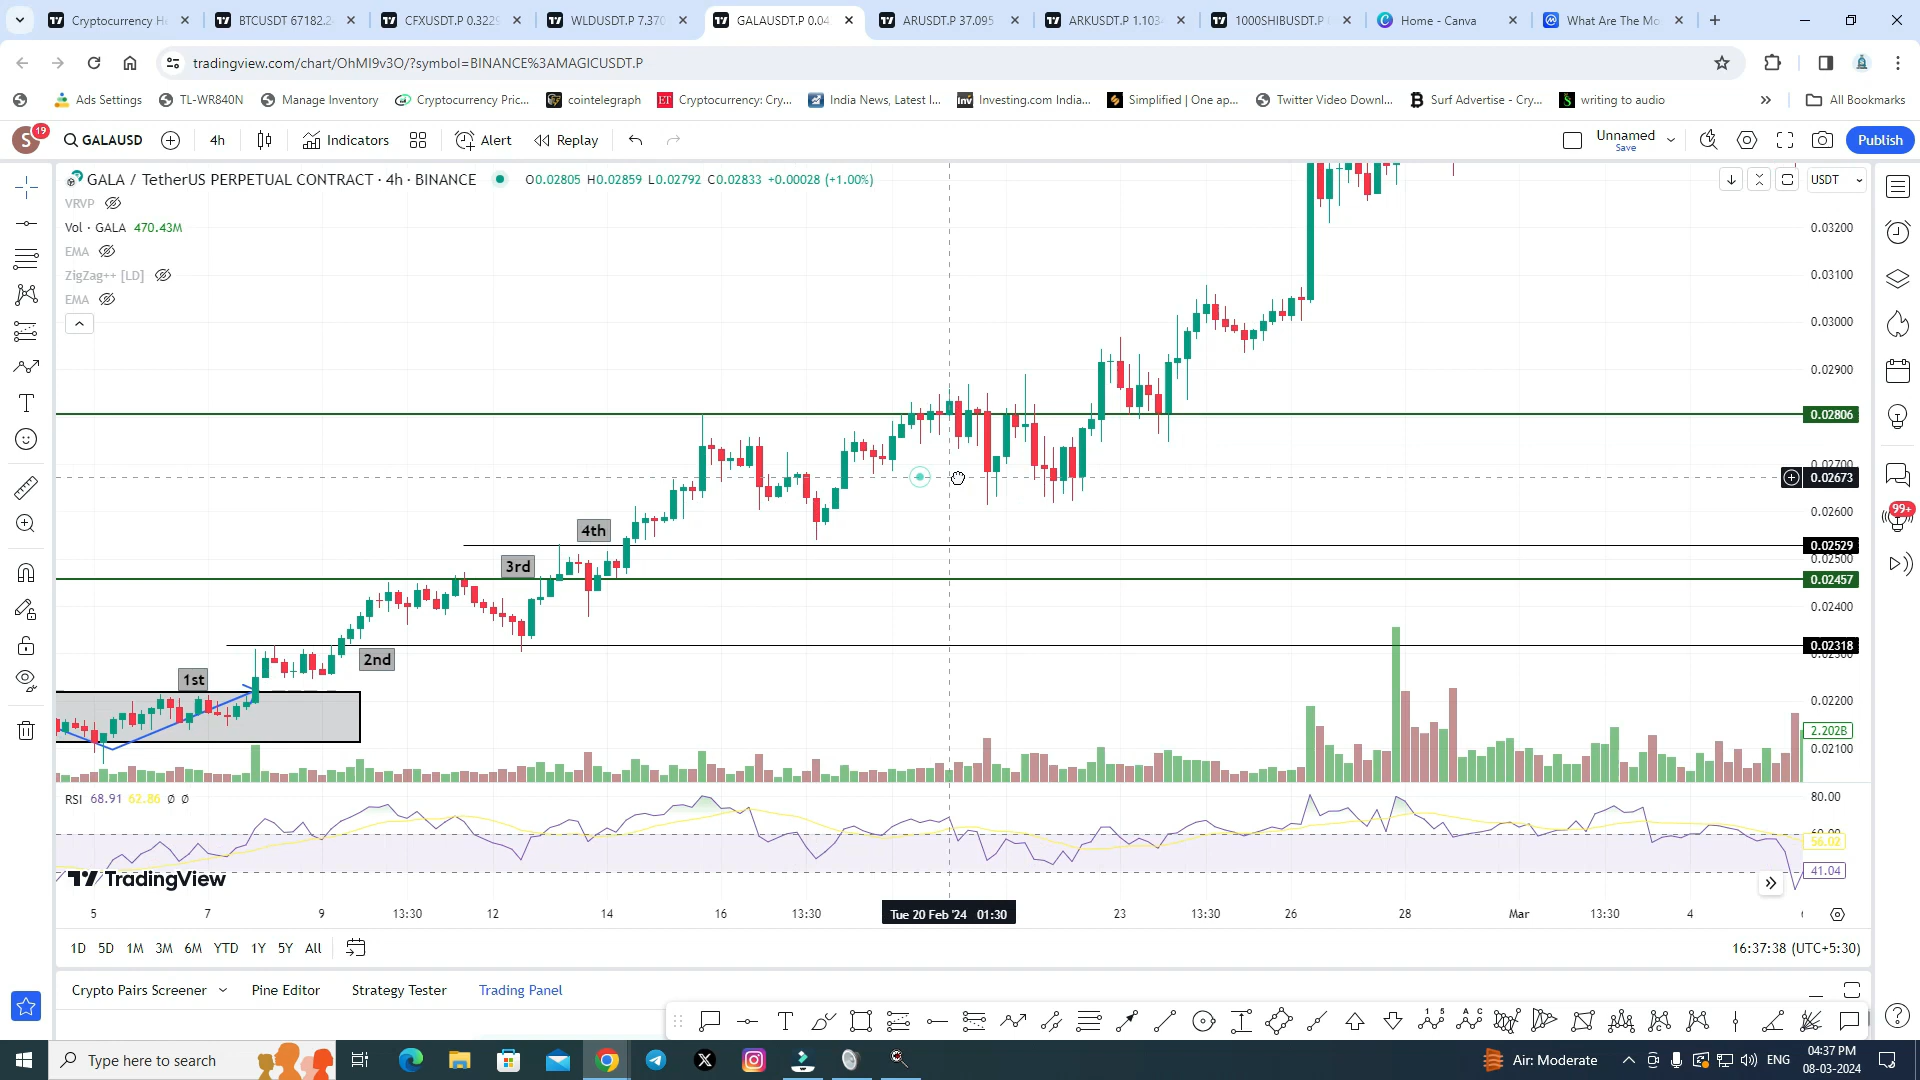 Cryptocurrency H
BTCUSDT 67182.2
CFXUSDT.P 0.3229
WLDUSDT.P 7.370
GALAUSDT.P 0.04
ARUSDT.P 37.095
ARKUSDT.P 1.103
1000SHIBUSDT.P
Home - Canva
What Are The Mo
tradingview.com/chart/OhMI9v3O/?symbol=BINANCE%3AMAGICUSDT.P
Ads Settings
TL-WR840N
Manage Inventory
Cryptocurrency Pric...
cointelegraph
ET Cryptocurrency: Cry...
India News, Latest I...
Inv Investing.com India...
Simplified | One ap...
Twitter Video Downl...
Surf Advertise - Cry...
writing to audio
All Bookmarks
S 19
GALAUSD
4h
Indicators
Alert
Replay
Unnamed
Save
Publish
GALA / TetherUS PERPETUAL CONTRACT · 4h · BINANCE
O0.02805 H0.02859 L0.02792 C0.02833 +0.00028 (+1.00%)
USDT
VRVP
Vol · GALA 470.43M
EMA
ZigZag++ [LD]
EMA
0.03200
0.03100
0.03000
0.02900
0.02806
0.02700
0.02673
0.02600
0.02529
0.02500
0.02457
0.02400
0.02318
0.02200
2.202B
0.02100
99+
4th
3rd
2nd
1st
RSI 68.91 62.86 Ø Ø
80.00
56.02
41.04
TradingView
5 7 9 13:30 12 14 16 13:30 Tue 20 Feb '24 01:30 23 13:30 26 28 Mar 13:30 4
1D 5D 1M 3M 6M YTD 1Y 5Y All
16:37:38 (UTC+5:30)
Crypto Pairs Screener
Pine Editor
Strategy Tester
Trading Panel
Type here to search
Air: Moderate
ENG
04:37 PM
08-03-2024